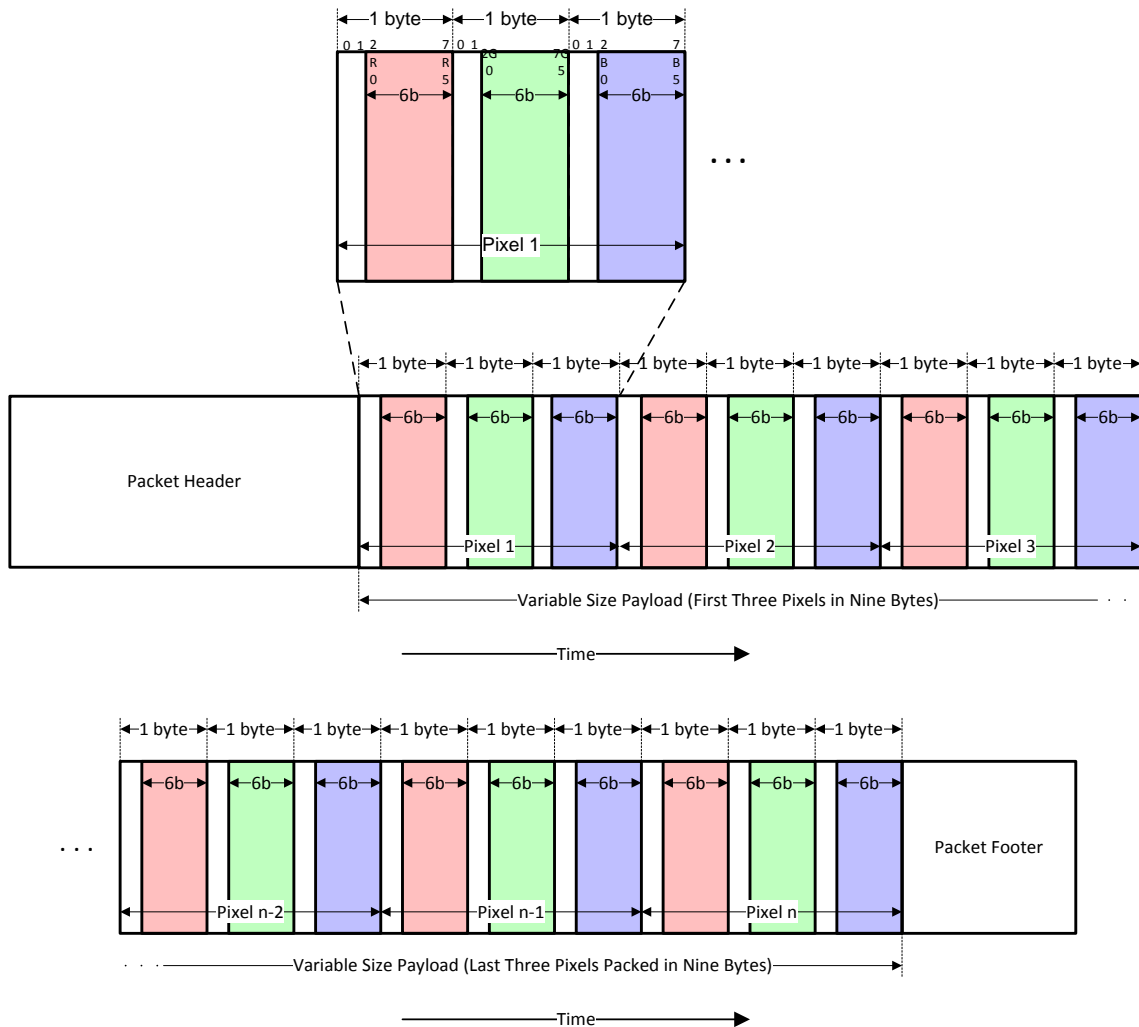 1 byte 1 byte 1 byte
0 1 2 7 0 1 2G 7G 0 1 2 7
R R 0 5 B B
0 5 0 5
6b 6b 6b
. . .
Pixel 1
1 byte 1 byte 1 byte 1 byte 1 byte 1 byte 1 byte 1 byte 1 byte
6b 6b 6b 6b 6b 6b 6b 6b 6b
Packet Header
Pixel 1 Pixel 2 Pixel 3
Variable Size Payload (First Three Pixels in Nine Bytes) . .
Time
1 byte 1 byte 1 byte 1 byte 1 byte 1 byte 1 byte 1 byte 1 byte
6b 6b 6b 6b 6b 6b 6b 6b 6b
. . . Packet Footer
Pixel n-2 Pixel n-1 Pixel n
. . . Variable Size Payload (Last Three Pixels Packed in Nine Bytes)
Time